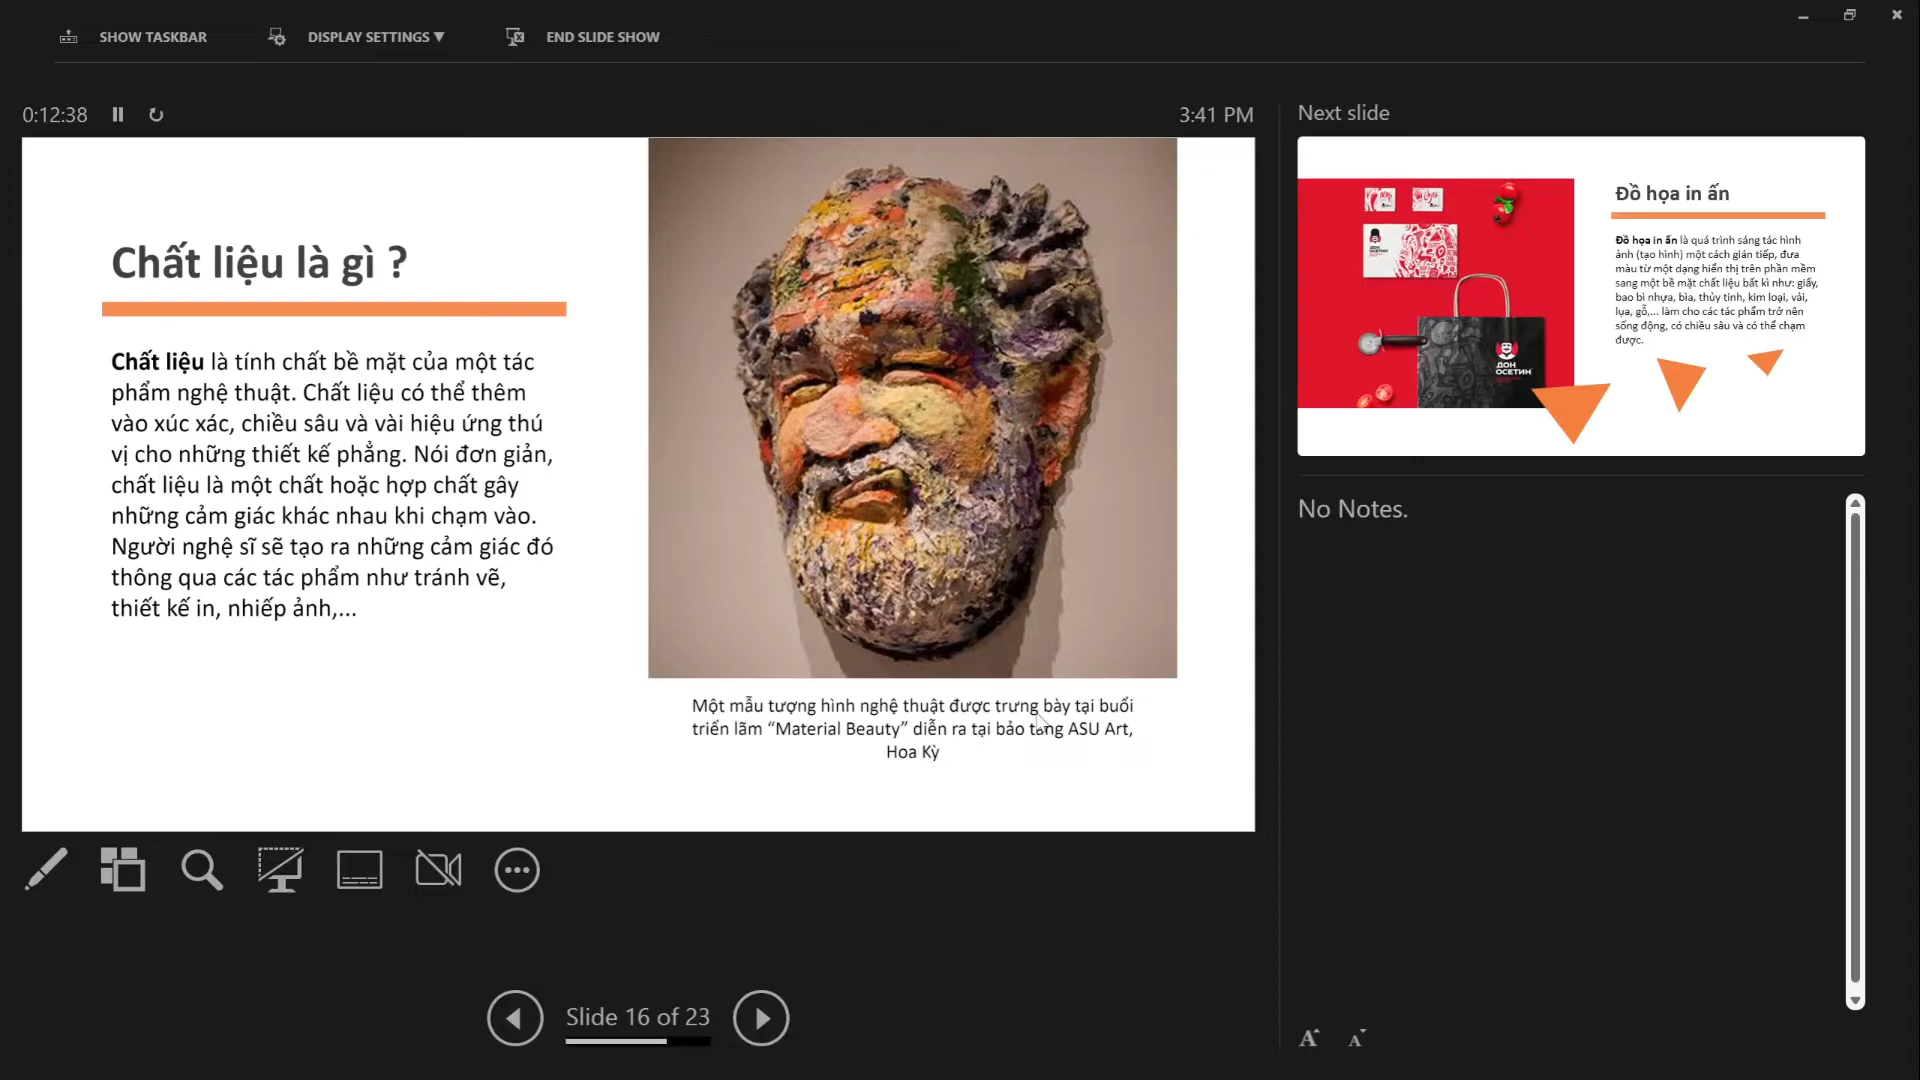 SHOW TASKBAR
DISPLAY SETTINGS ▼
END SLIDE SHOW
0:12:38
3:41 PM
Chất liệu là gì ?
Chất liệu là tính chất bề mặt của một tác
phẩm nghệ thuật. Chất liệu có thể thêm
vào xúc xác, chiều sâu và vài hiệu ứng thú
vị cho những thiết kế phẳng. Nói đơn giản,
chất liệu là một chất hoặc hợp chất gây
những cảm giác khác nhau khi chạm vào.
Người nghệ sĩ sẽ tạo ra những cảm giác đó
thông qua các tác phẩm như tránh vẽ,
thiết kế in, nhiếp ảnh,...
Một mẫu tượng hình nghệ thuật được trưng bày tại buổi
triển lãm “Material Beauty” diễn ra tại bảo tàng ASU Art,
Hoa Kỳ
Slide 16 of 23
Next slide
Đồ họa in ấn
Đồ họa in ấn là quá trình sáng tác hình
ảnh (tạo hình) một cách gián tiếp, đưa
màu từ một dạng hiển thị trên phần mềm
sang một bề mặt chất liệu bất kì như: giấy,
bao bì nhựa, bìa, thủy tinh, kim loại, vải,
lụa, gỗ,... làm cho các tác phẩm trở nên
sống động, có chiều sâu và có thể chạm
được.
ДОН
ОСЕТИН
ДОН
ОСЕТИН
No Notes.
A
A